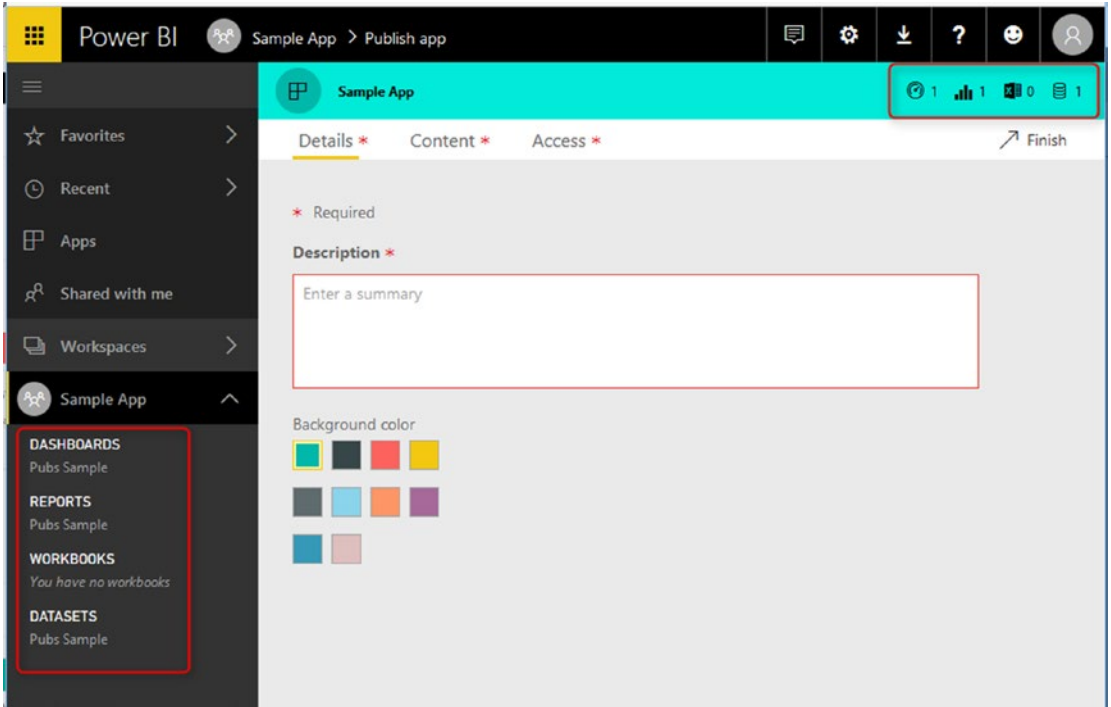 Power BI
Sample App > Publish app
?
Sample App
1 1 0 1
Favorites
Recent
Apps
Shared with me
Workspaces
Sample App
DASHBOARDS
Pubs Sample
REPORTS
Pubs Sample
WORKBOOKS
You have no workbooks
DATASETS
Pubs Sample
Details *
Content *
Access *
Finish
* Required
Description *
Enter a summary
Background color